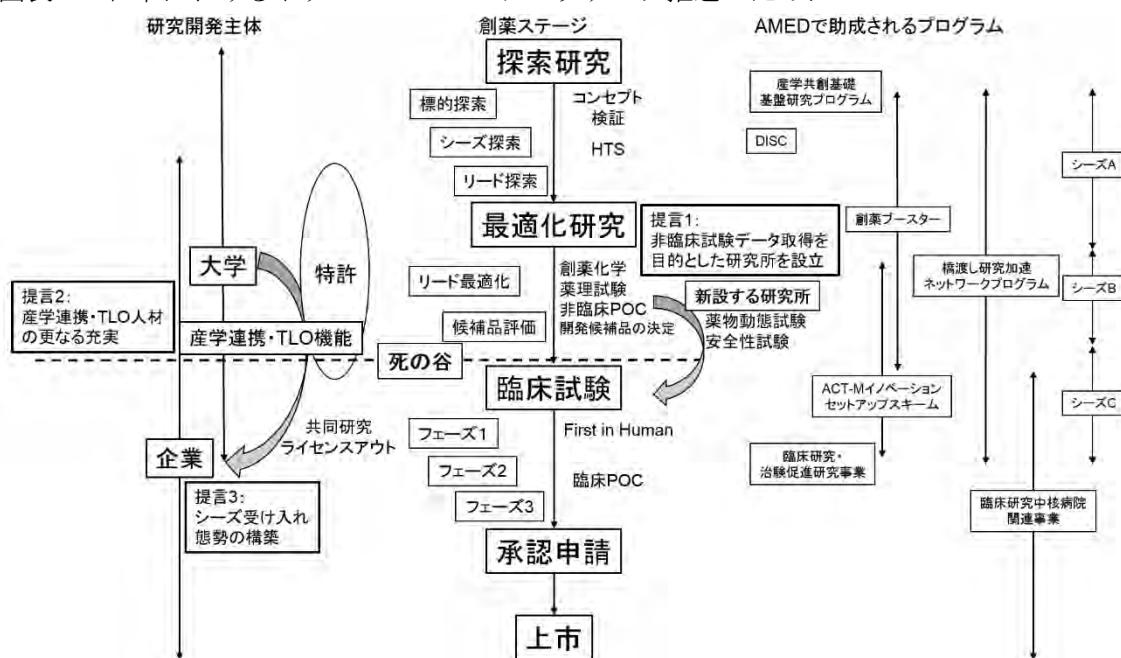 研究開発主体
創薬ステージ
AMEDで助成されるプログラム
探索研究
標的探索
シーズ探索
リード探索
コンセプト
検証
HTS
最適化研究
リード最適化
候補品評価
創薬化学
薬理試験
非臨床POC
開発候補品の決定
提言1:
非臨床試験データ取得を
目的とした研究所を設立
新設する研究所
薬物動態試験
安全性試験
大学
特許
提言2:
産学連携・TLO人材
の更なる充実
産学連携・TLO機能
死の谷
臨床試験
フェーズ1
フェーズ2
フェーズ3
First in Human
臨床POC
共同研究
ライセンスアウト
企業
提言3:
シーズ受け入れ
態勢の構築
承認申請
上市
産学共創基礎
基盤研究プログラム
DISC
創薬ブースター
橋渡し研究加速
ネットワークプログラム
シーズA
シーズB
シーズC
ACT-Mイノベーション
セットアップスキーム
臨床研究・
治験促進研究事業
臨床研究中核病院
関連事業